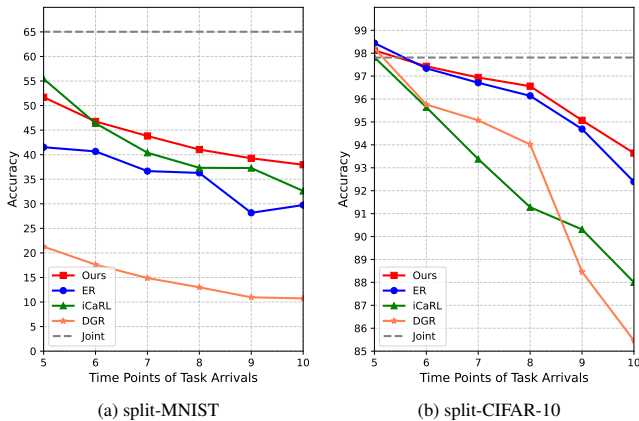 65
60
55
50
45
40
35
30
25
20
15
10
5
0
Accuracy
Ours
ER
iCaRL
DGR
Joint
5 6 7 8 9 10
Time Points of Task Arrivals
(a) split-MNIST
99
98
97
96
95
94
93
92
91
90
89
88
87
86
85
Accuracy
Ours
ER
iCaRL
DGR
Joint
5 6 7 8 9 10
Time Points of Task Arrivals
(b) split-CIFAR-10